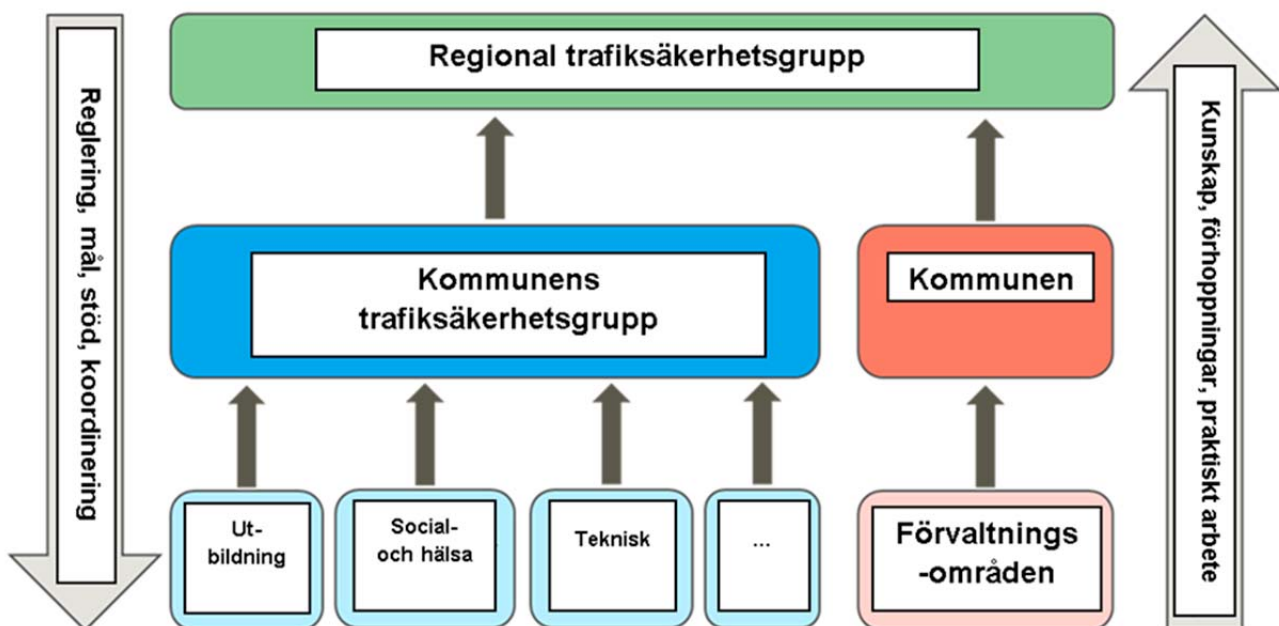 Regional trafiksäkerhetsgrupp
Reglering, mål, stöd, koordinering
Kunskap, förhoppningar, praktiskt arbete
Kommunens
trafiksäkerhetsgrupp
Kommunen
Ut-
bildning
Social-
och hälsa
Teknisk
...
Förvaltnings
-områden